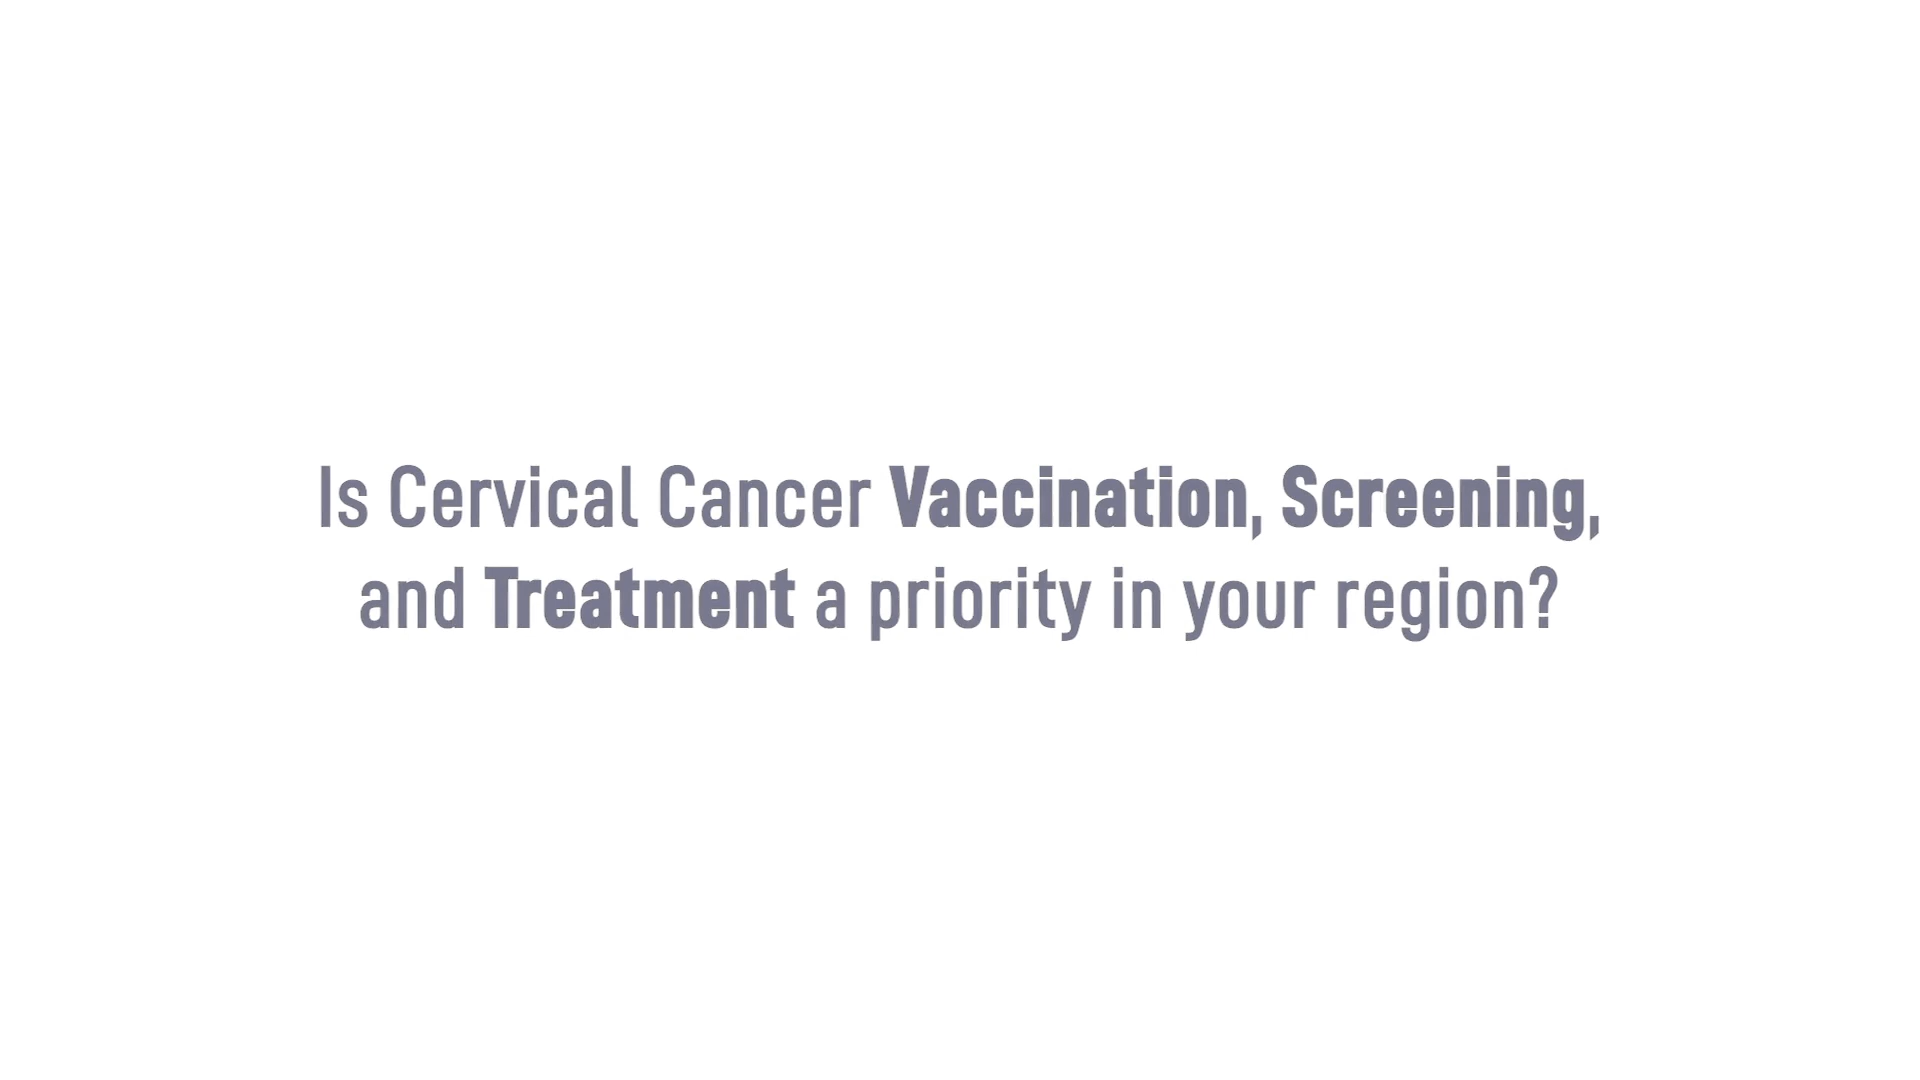 Is Cervical Cancer Vaccination, Screening,
and Treatment a priority in your region?